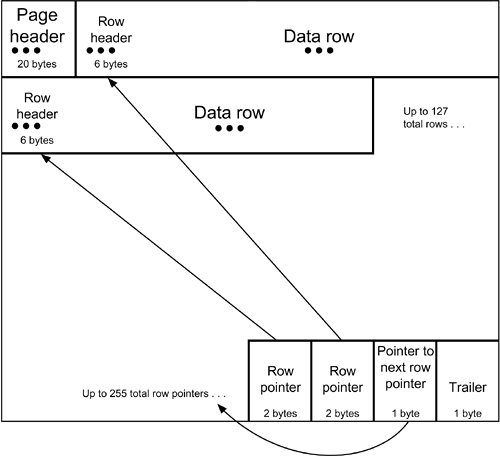 Page
header
20 bytes
Row
header
6 bytes
Data row
Row
header
6 bytes
Data row
Up to 127
total rows . . .
Up to 255 total row pointers . . .
Row
pointer
2 bytes
Row
pointer
2 bytes
Pointer to
next row
pointer
1 byte
Trailer
1 byte